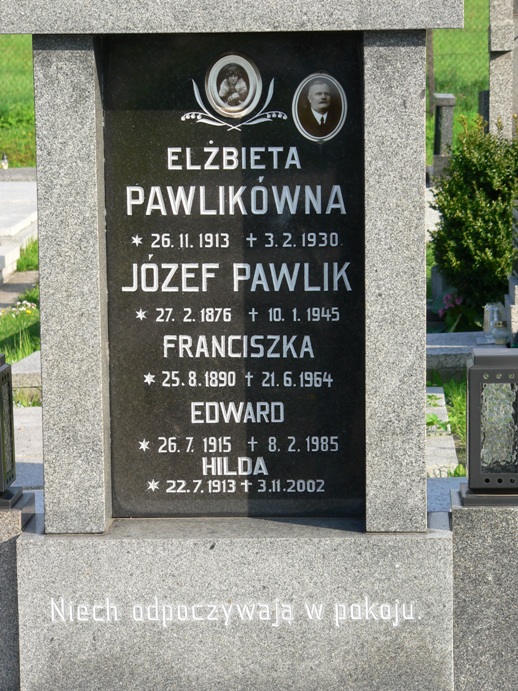 ELŻBIETA
PAWLIKÓWNA
* 26.11. 1913 + 3.2. 1930.
JÓZEF PAWLIK
* 27. 2. 1876 + 10. 1. 1945
FRANCISZKA
* 25. 8. 1890 + 21. 6. 1964
EDWARD
* 26. 7. 1915 + 8. 2. 1985
HILDA
* 22.7.1913 + 3.11.2002
Niech odpoczywają w pokoju.